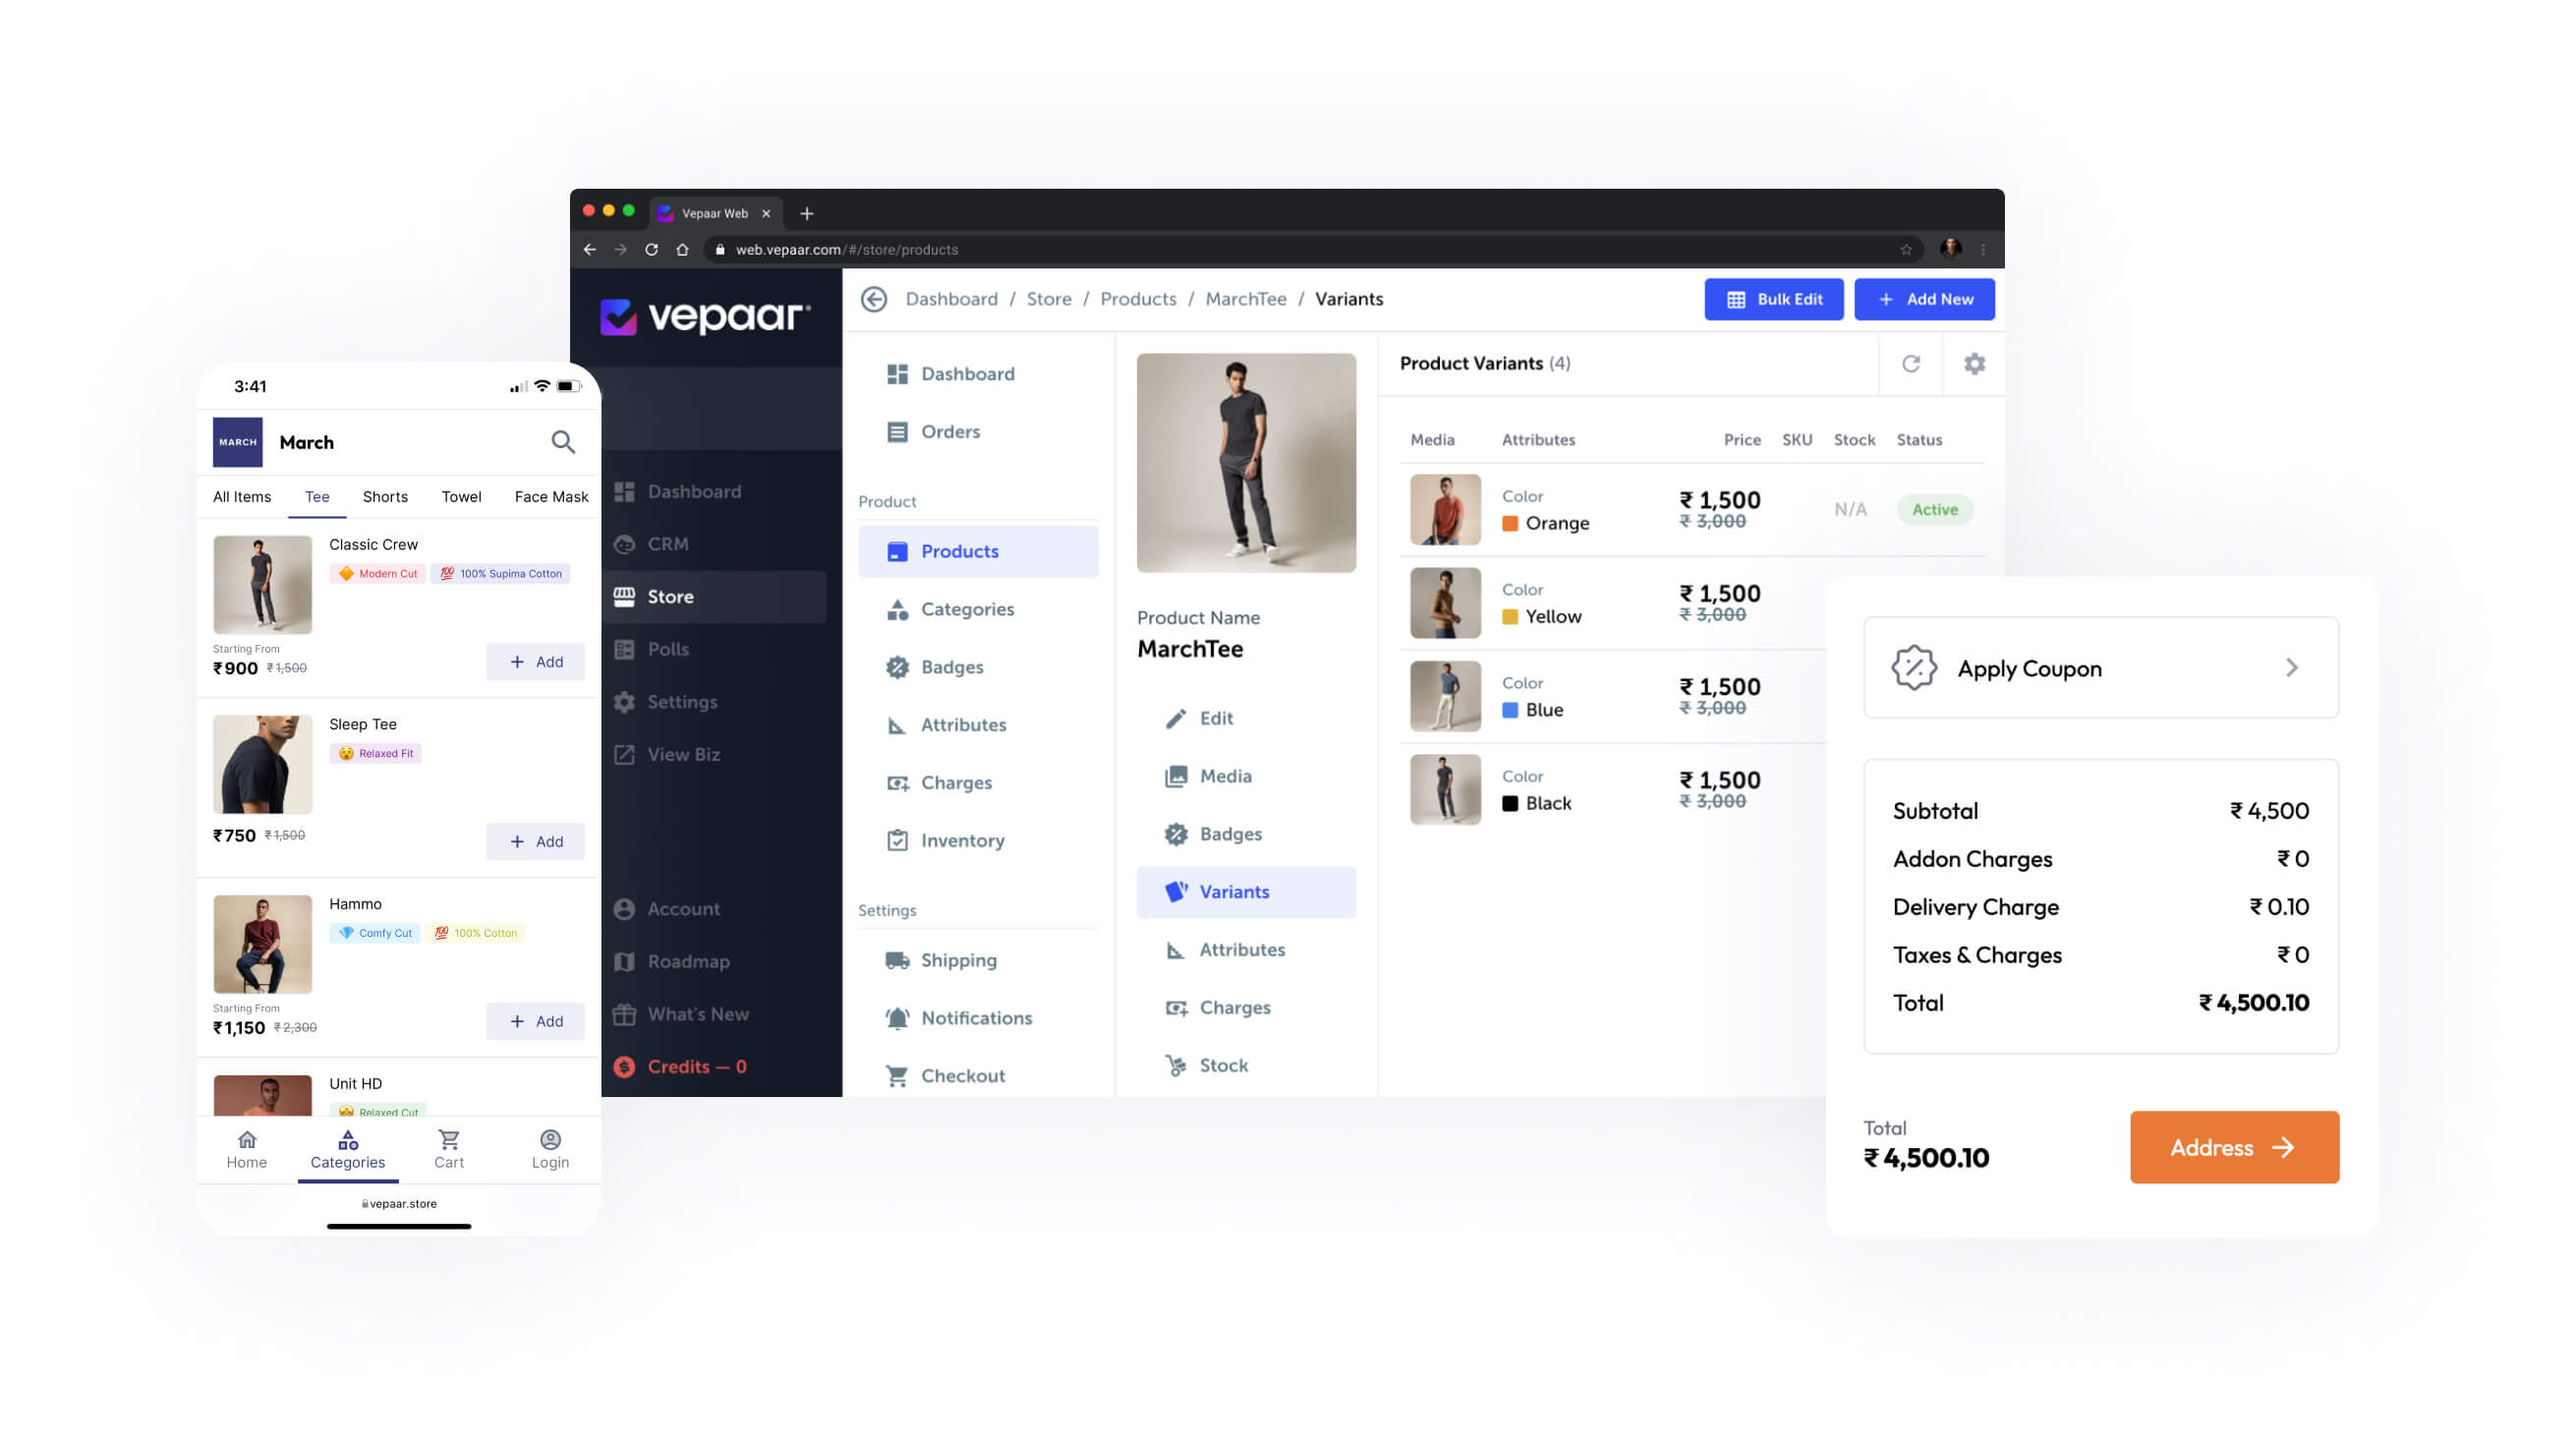 Vepaar Web
web.vepaar.com/#/store/products
vepaar
Dashboard / Store / Products / MarchTee / Variants
Bulk Edit
Add New
3:41
MARCH
March
All Items Tee Shorts Towel Face Mask
Classic Crew
Modern Cut 💯 100% Supima Cotton
Starting From
₹900 ₹1,500
+ Add
Sleep Tee
Relaxed Fit
₹750 ₹1,500
+ Add
Hammo
Comfy Cut 💯 100% Cotton
Starting From
₹1,150 ₹2,300
+ Add
Unit HD
Relaxed Cut
Home Categories Cart Login
vepaar.store
Dashboard
CRM
Store
Polls
Settings
View Biz
Account
Roadmap
What's New
Credits — 0
Dashboard
Orders
Product
Products
Categories
Badges
Attributes
Charges
Inventory
Settings
Shipping
Notifications
Checkout
Product Name
MarchTee
Edit
Media
Badges
Variants
Attributes
Charges
Stock
Product Variants (4)
Media Attributes Price SKU Stock Status
Color
Orange
₹ 1,500
₹ 3,000
N/A
Active
Color
Yellow
₹ 1,500
₹ 3,000
Color
Blue
₹ 1,500
₹ 3,000
Color
Black
₹ 1,500
₹ 3,000
Apply Coupon
Subtotal ₹ 4,500
Addon Charges ₹ 0
Delivery Charge ₹ 0.10
Taxes & Charges ₹ 0
Total ₹ 4,500.10
Total
₹ 4,500.10
Address